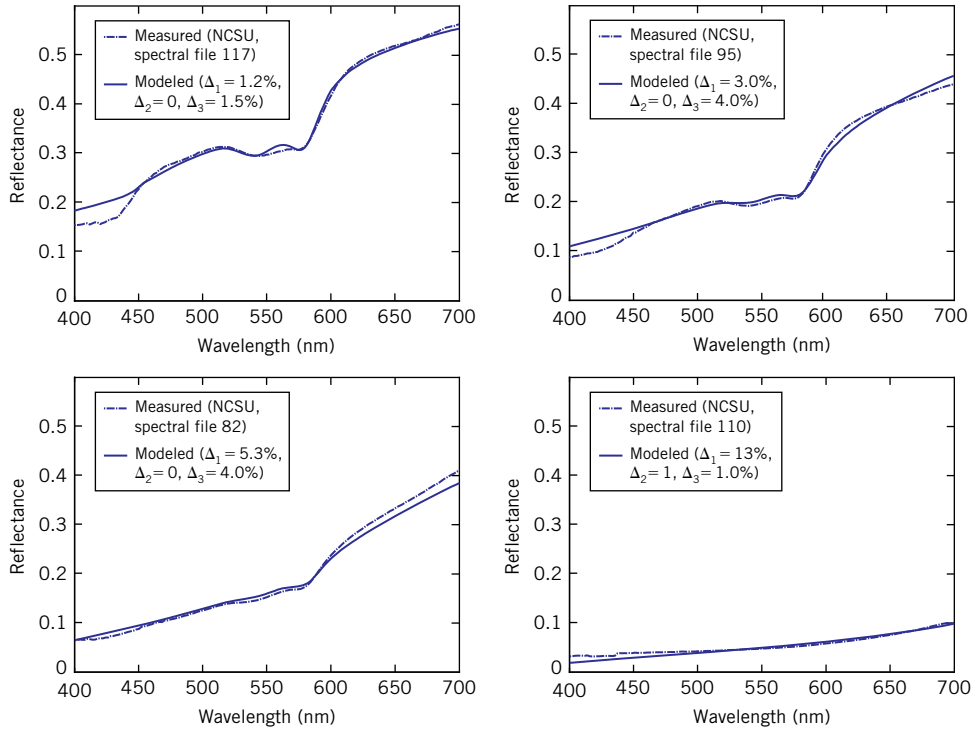 Measured (NCSU,
spectral file 117)
Modeled (Δ1 = 1.2%,
Δ2 = 0, Δ3 = 1.5%)
Reflectance
0.5
0.4
0.3
0.2
0.1
0
400 450 500 550 600 650 700
Wavelength (nm)
Measured (NCSU,
spectral file 95)
Modeled (Δ1 = 3.0%,
Δ2 = 0, Δ3 = 4.0%)
Reflectance
0.5
0.4
0.3
0.2
0.1
0
400 450 500 550 600 650 700
Wavelength (nm)
Measured (NCSU,
spectral file 82)
Modeled (Δ1 = 5.3%,
Δ2 = 0, Δ3 = 4.0%)
Reflectance
0.5
0.4
0.3
0.2
0.1
0
400 450 500 550 600 650 700
Wavelength (nm)
Measured (NCSU,
spectral file 110)
Modeled (Δ1 = 13%,
Δ2 = 1, Δ3 = 1.0%)
Reflectance
0.5
0.4
0.3
0.2
0.1
0
400 450 500 550 600 650 700
Wavelength (nm)